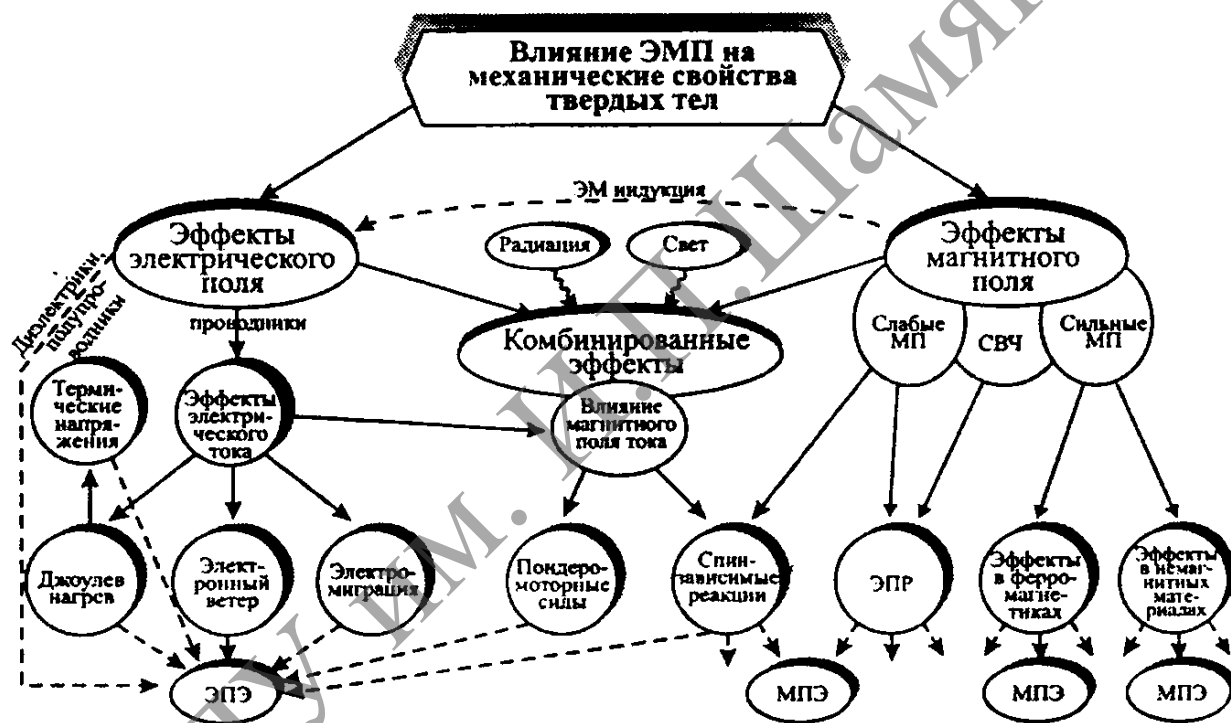 Влияние ЭМП на
механические свойства
твердых тел
ЭМ индукция
Эффекты
электрического
поля
Радиация
Свет
Эффекты
магнитного
поля
Диэлектрики,
полупро-
водники
проводники
Комбинированные
эффекты
Слабые
МП
СВЧ
Сильные
МП
Терми-
ческие
напря-
жения
Эффекты
электри-
ческого
тока
Влияние
магнитного
поля тока
Джоулев
нагрев
Элект-
ронный
ветер
Электро-
миграция
Пондеро-
моторные
силы
Спин-
зависимые
реакции
ЭПР
Эффекты
в ферро-
магне-
тиках
Эффекты
в немаг-
нитных
мате-
риалах
ЭПЭ
МПЭ
МПЭ
МПЭ
им. И.П.Шамя